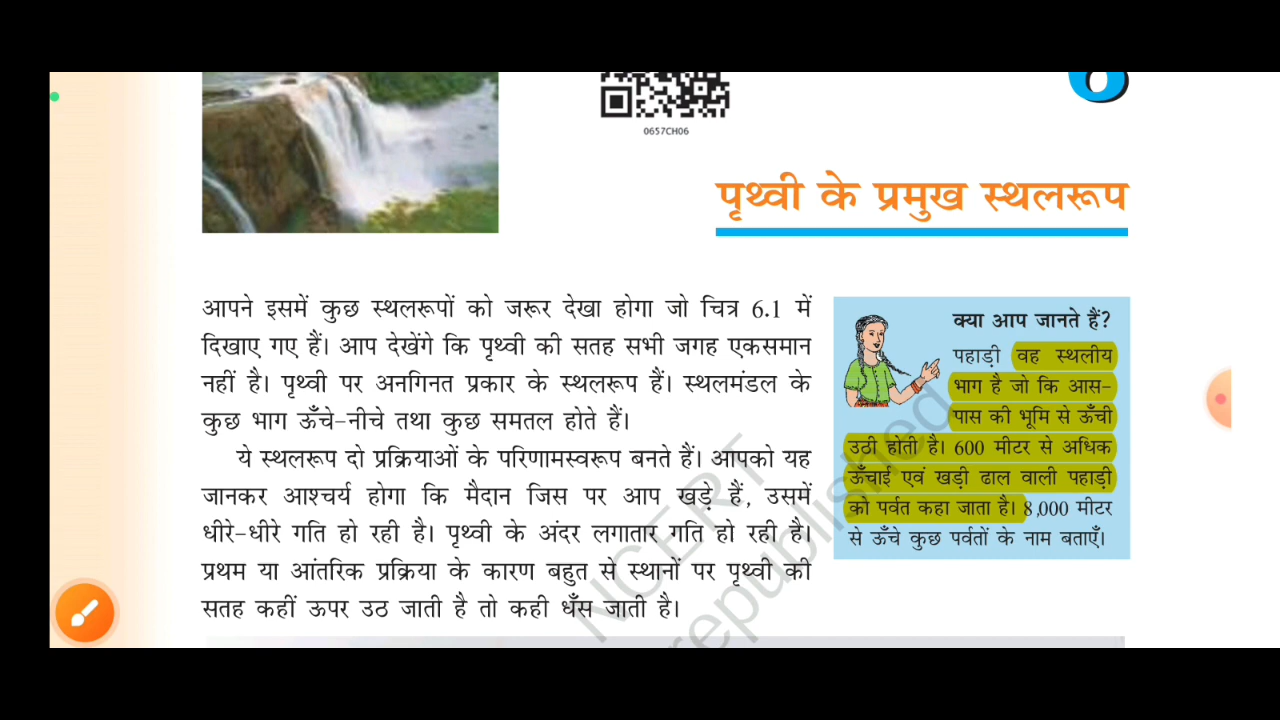 0657CH06
पृथ्वी के प्रमुख स्थलरूप
आपने इसमें कुछ स्थलरूपों को जरूर देखा होगा जो चित्र 6.1 में
दिखाए गए हैं। आप देखेंगे कि पृथ्वी की सतह सभी जगह एकसमान
नहीं है। पृथ्वी पर अनगिनत प्रकार के स्थलरूप हैं। स्थलमंडल के
कुछ भाग ऊँचे-नीचे तथा कुछ समतल होते हैं।
ये स्थलरूप दो प्रक्रियाओं के परिणामस्वरूप बनते हैं। आपको यह
जानकर आश्चर्य होगा कि मैदान जिस पर आप खड़े हैं, उसमें
धीरे-धीरे गति हो रही है। पृथ्वी के अंदर लगातार गति हो रही है।
प्रथम या आंतरिक प्रक्रिया के कारण बहुत से स्थानों पर पृथ्वी की
सतह कहीं ऊपर उठ जाती है तो कही धँस जाती है।
क्या आप जानते हैं?
पहाड़ी वह स्थलीय
भाग है जो कि आस-
पास की भूमि से ऊँची
उठी होती है। 600 मीटर से अधिक
ऊँचाई एवं खड़ी ढाल वाली पहाड़ी
को पर्वत कहा जाता है। 8,000 मीटर
से ऊँचे कुछ पर्वतों के नाम बताएँ।
NCERT
republished